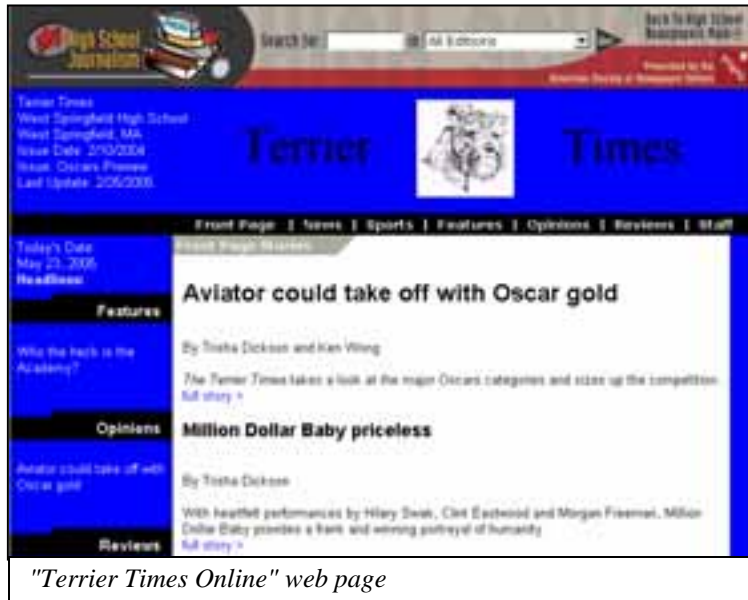 High School
Journalism
Search for: in All Editions
Back To High School
Newspapers Main
Presented by the
American Society of Newspaper Editors
Terrier Times
West Springfield High School
West Springfield, MA
Issue Date: 2/10/2004
Issue: Oscars Preview
Last Update: 2/25/2005
Terrier Times
Front Page | News | Sports | Features | Opinions | Reviews | Staff
Today's Date
May 23, 2005
Headlines
Front Page Stories
Features
Who the heck is the
Academy?
Opinions
Aviator could take off with
Oscar gold
Reviews
Aviator could take off with Oscar gold
By Trisha Dickson and Ken Wong
The Terrier Times takes a look at the major Oscars categories and sizes up the competition.
full story >
Million Dollar Baby priceless
By Trisha Dickson
With heartfelt performances by Hilary Swak, Clint Eastwood and Morgan Freeman, Million
Dollar Baby provides a frank and winning portrayal of humanity.
full story >
"Terrier Times Online" web page